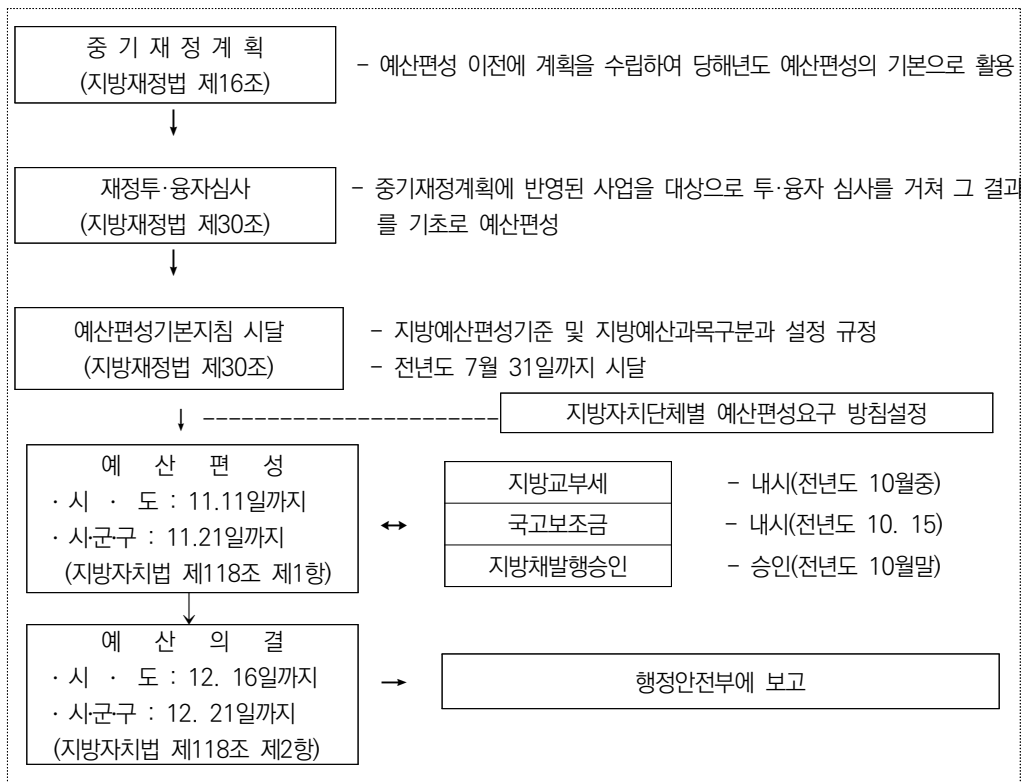 중 기 재 정 계 획
(지방재정법 제16조)
- 예산편성 이전에 계획을 수립하여 당해년도 예산편성의 기본으로 활용
↓
재정투·융자심사
(지방재정법 제30조)
- 중기재정계획에 반영된 사업을 대상으로 투·융자 심사를 거쳐 그 결과
를 기초로 예산편성
↓
예산편성기본지침 시달
(지방재정법 제30조)
- 지방예산편성기준 및 지방예산과목구분과 설정 규정
- 전년도 7월 31일까지 시달
↓
지방자치단체별 예산편성요구 방침설정
예 산 편 성
· 시 · 도 : 11.11일까지
· 시·군·구 : 11.21일까지
(지방자치법 제118조 제1항)
↔
지방교부세 - 내시(전년도 10월중)
국고보조금 - 내시(전년도 10. 15)
지방채발행승인 - 승인(전년도 10월말)
예 산 의 결
· 시 · 도 : 12. 16일까지
· 시·군·구 : 12. 21일까지
(지방자치법 제118조 제2항)
→
행정안전부에 보고